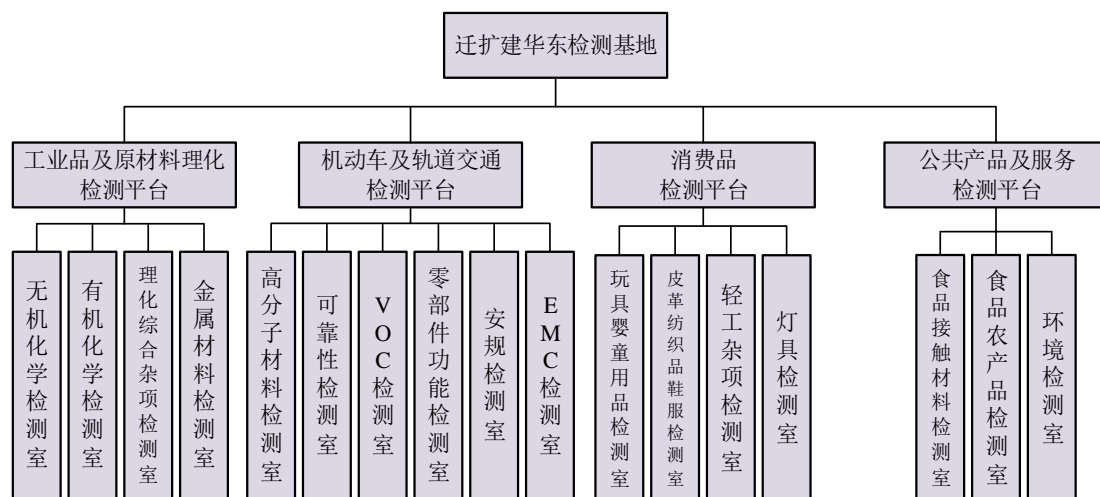 迁扩建华东检测基地
工业品及原材料理化
检测平台
机动车及轨道交通
检测平台
消费品
检测平台
公共产品及服务
检测平台
无机化学检测室
有机化学检测室
理化综合杂项检测室
金属材料检测室
高分子材料检测室
可靠性检测室
VOC检测室
零部件功能检测室
安规检测室
EMC检测室
玩具婴童用品检测室
皮革纺织品鞋服检测室
轻工杂项检测室
灯具检测室
食品接触材料检测室
食品农产品检测室
环境检测室